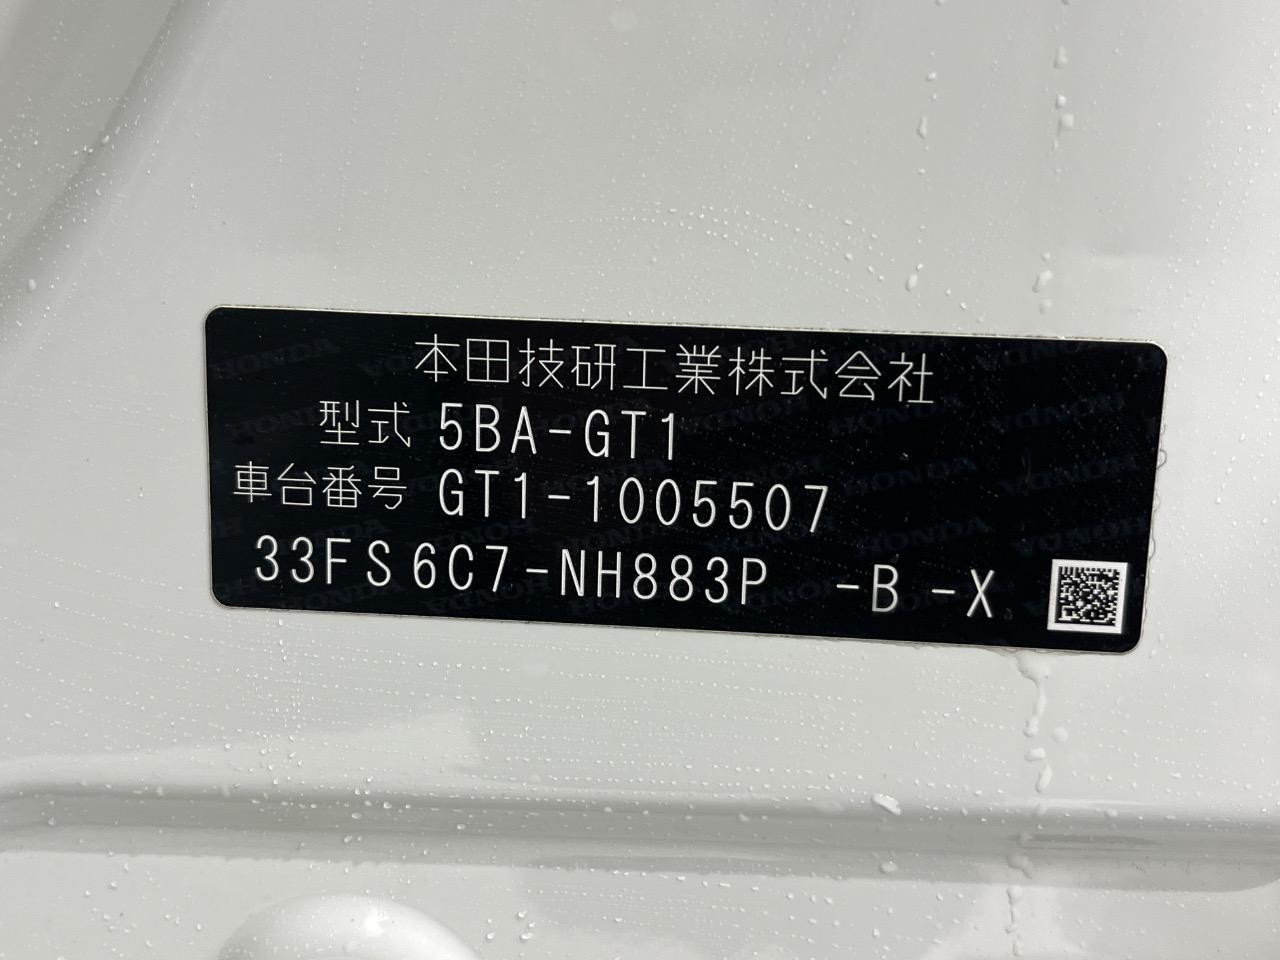 本田技研工業株式会社
型式 5BA-GT1
車台番号 GT1-1005507
33FS6C7-NH883P -B -X